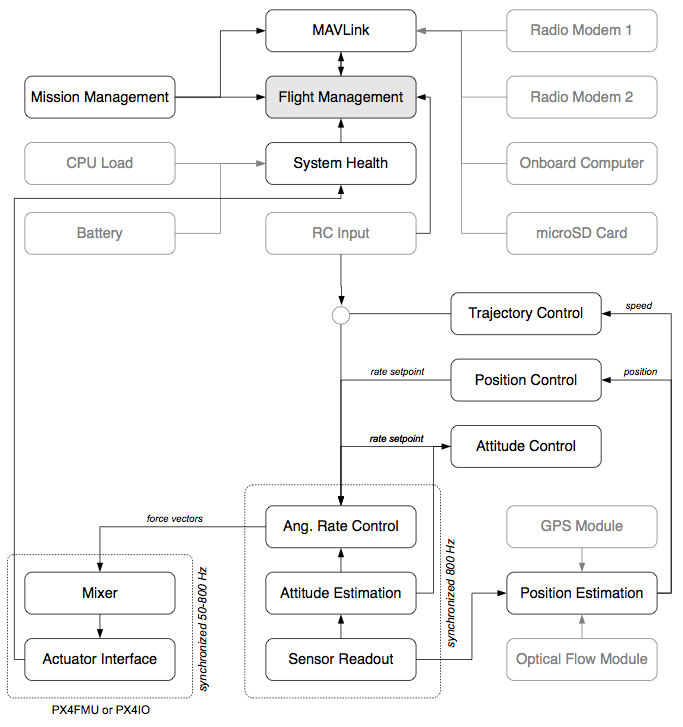 MAVLink
Radio Modem 1
Mission Management
Flight Management
Radio Modem 2
CPU Load
System Health
Onboard Computer
Battery
RC Input
microSD Card
Trajectory Control
speed
rate setpoint
Position Control
position
rate setpoint
Attitude Control
force vectors
Ang. Rate Control
GPS Module
synchronized 50-800 Hz
synchronized 800 Hz
Mixer
Attitude Estimation
Position Estimation
Actuator Interface
Sensor Readout
Optical Flow Module
PX4FMU or PX4IO